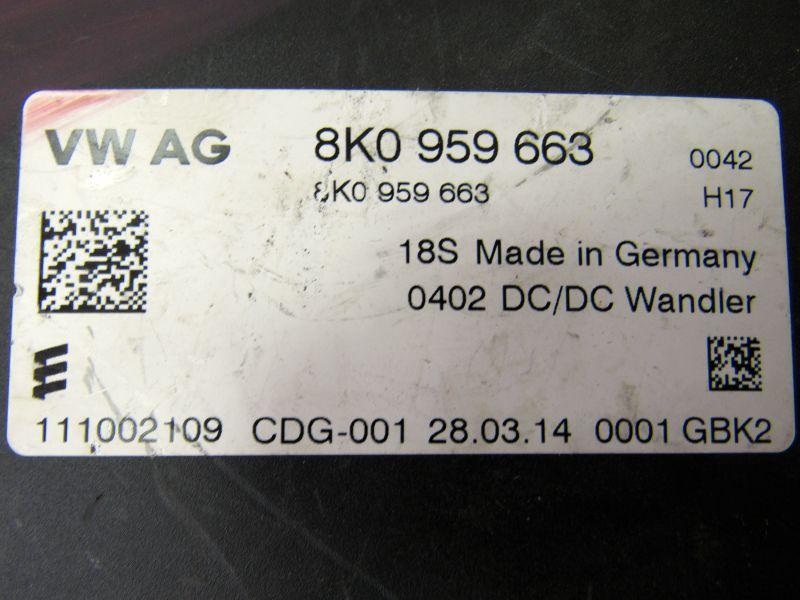 VW AG 8K0 959 663 0042
8K0 959 663 H17
18S Made in Germany
0402 DC/DC Wandler
111002109 CDG-001 28.03.14 0001 GBK2